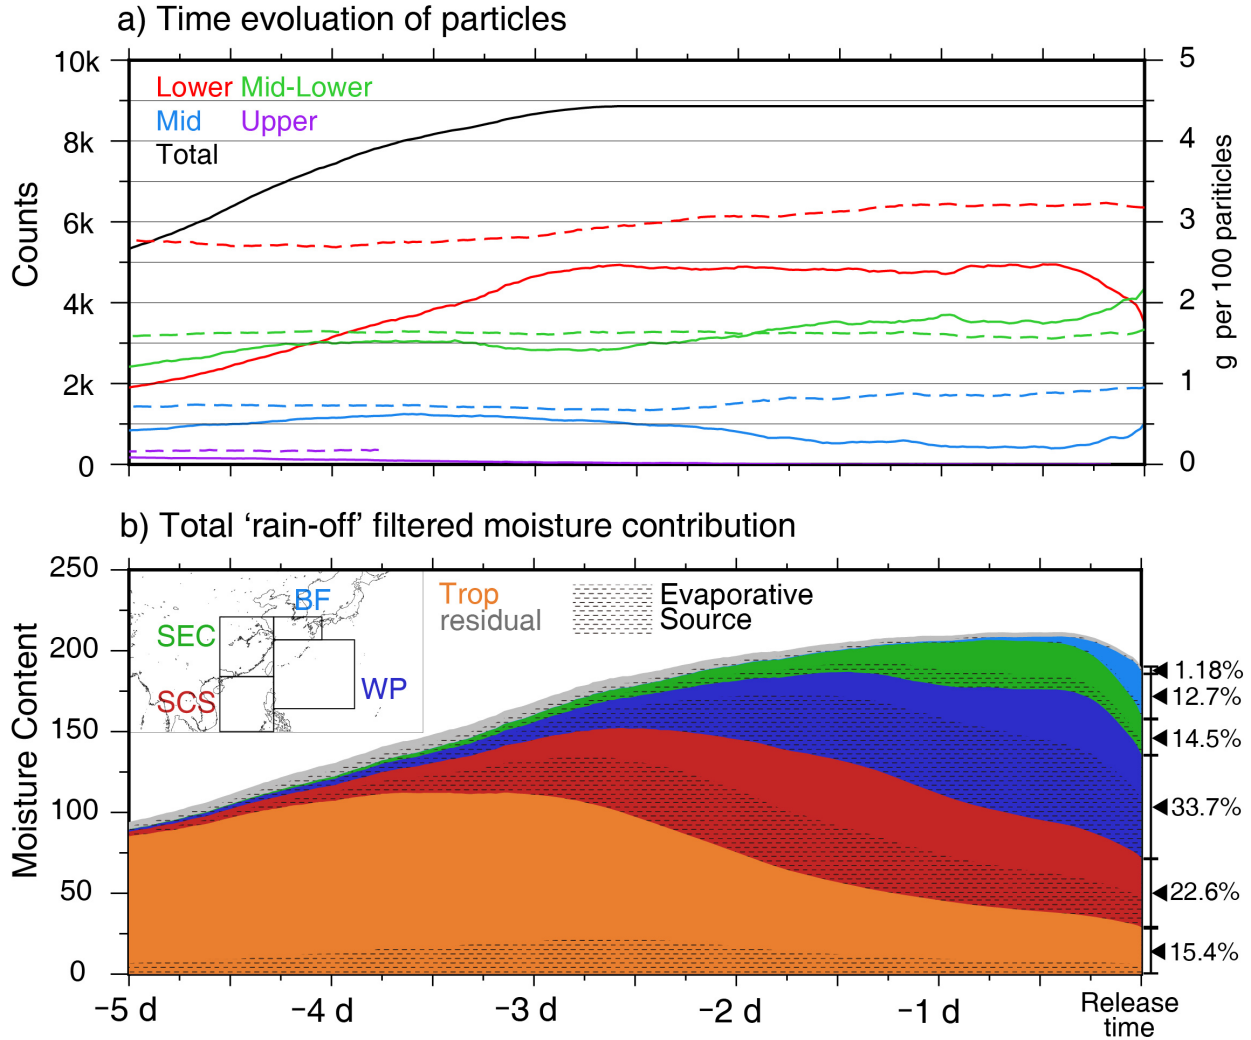 a) Time evoluation of particles
10k
8k
6k
4k
2k
0
Counts
Lower Mid-Lower
Mid Upper
Total
5
4
3
2
1
0
g per 100 pariticles
b) Total ‘rain-off’ filtered moisture contribution
250
200
150
100
50
0
Moisture Content
BF
SEC
SCS
WP
Trop
residual
Evaporative
Source
1.18%
12.7%
14.5%
33.7%
22.6%
15.4%
−5 d
−4 d
−3 d
−2 d
−1 d
Release
time